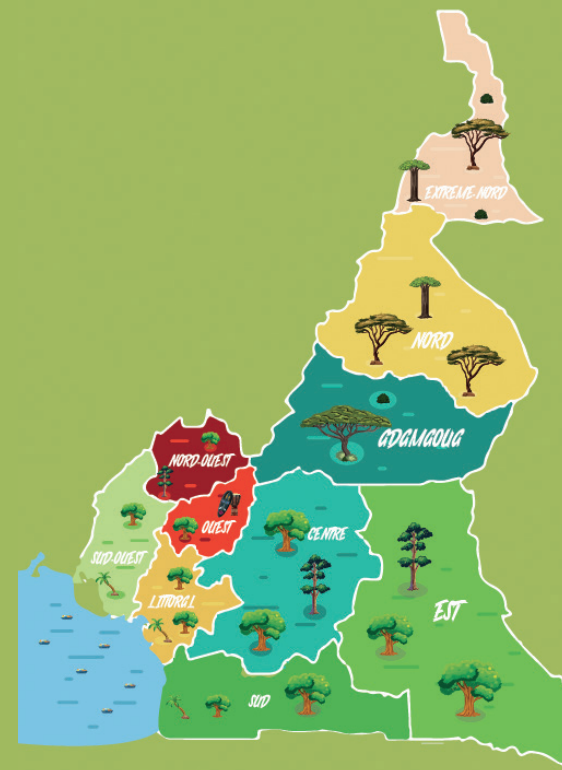 EXTREME NORD
NORD
ADAMAOUA
NORD-OUEST
OUEST
CENTRE
SUD-OUEST
LITTORAL
EST
SUD